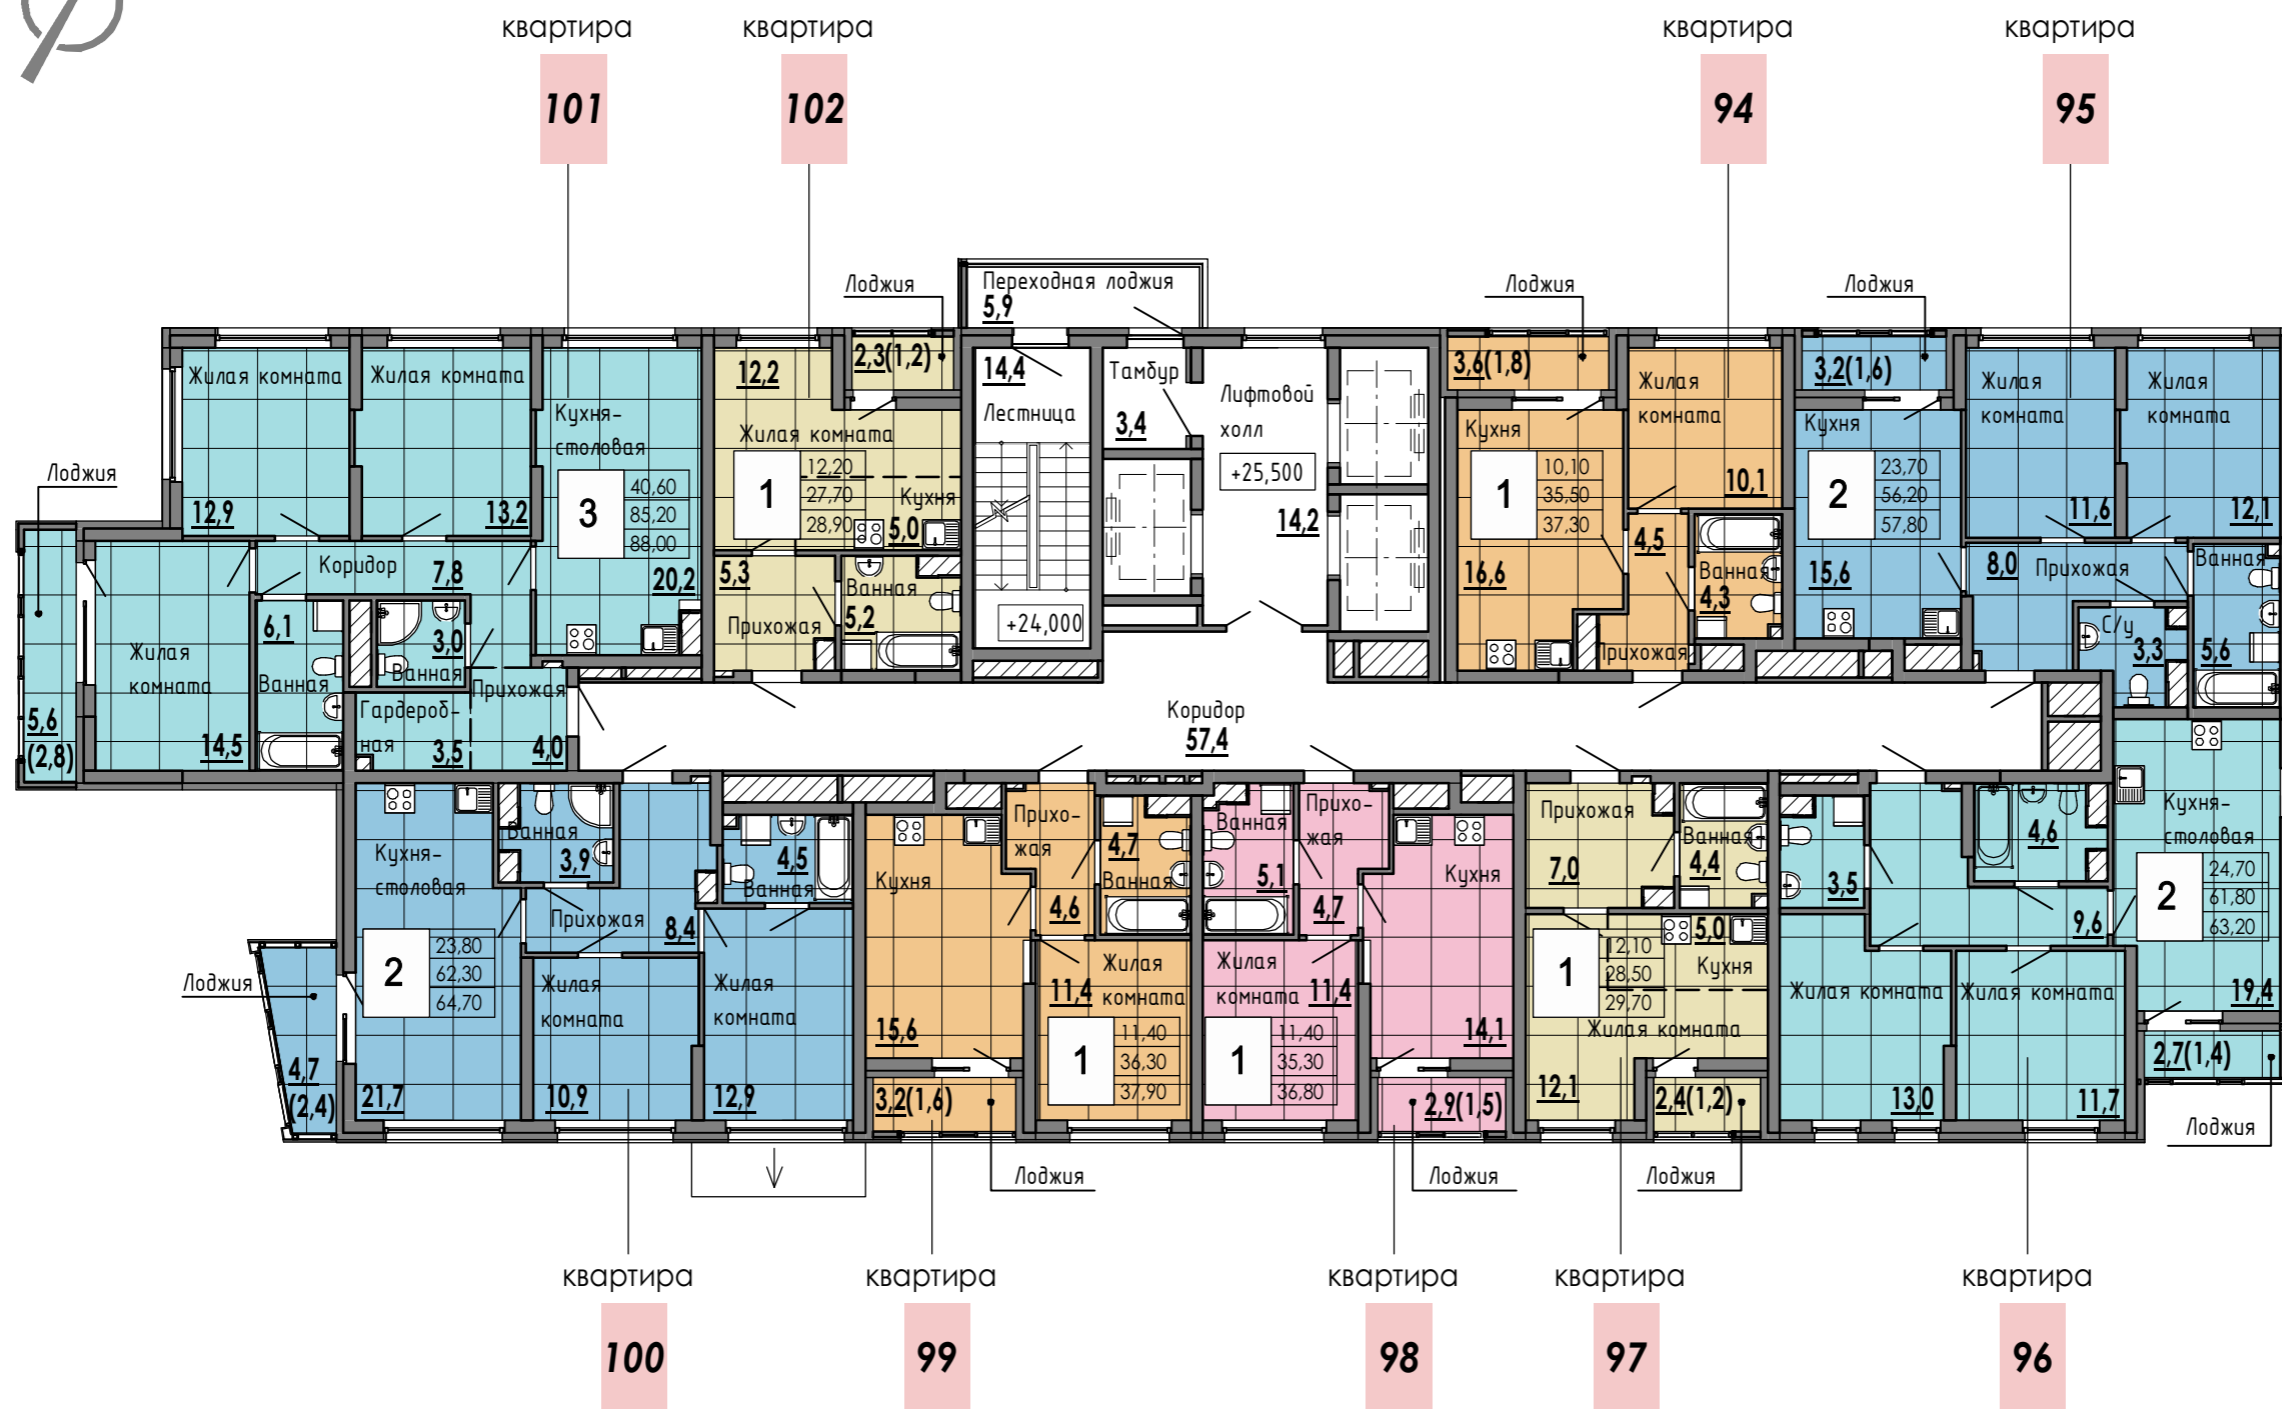 квартира
101
квартира
102
квартира
94
квартира
95
Лоджия
Переходная лоджия
5,9
Лоджия
Лоджия
Лоджия
Жилая комната
12,9
Жилая комната
13,2
Кухня-
столовая
3
40,60
85,20
88,00
20,2
Коридор
7,8
5,6
(2,8)
Жилая
комната
14,5
6,1
Ванная
3,0
Ванная
Гардероб-
ная
3,5
Прихожая
4,0
12,2
2,3(1,2)
Жилая комната
1
12,20
27,70
28,90
Кухня
5,0
5,3
Прихожая
Ванная
5,2
14,4
Лестница
+24,000
Тамбур
3,4
Лифтовой
холл
+25,500
14,2
3,6(1,8)
Кухня
1
10,10
35,50
37,30
16,6
Жилая
комната
10,1
4,5
Прихожая
Ванная
4,3
3,2(1,6)
Кухня
2
23,70
56,20
57,80
15,6
Жилая
комната
11,6
Жилая
комната
12,1
8,0
Прихожая
С/у
3,3
Ванная
5,6
Коридор
57,4
Кухня-
столовая
2
23,80
62,30
64,70
21,7
Лоджия
4,7
(2,4)
Ванная
3,9
Прихожая
8,4
4,5
Ванная
Жилая
комната
10,9
Жилая
комната
12,9
Кухня
15,6
3,2(1,6)
Прихо-
жая
4,6
4,7
Ванная
Жилая
11,4 комната
1
11,40
36,30
37,90
Ванная
5,1
Прихо-
жая
4,7
Жилая
комната 11,4
1
11,40
35,30
36,80
Кухня
14,1
2,9(1,5)
Прихожая
7,0
Ванная
4,4
1
12,10
28,50
29,70
5,0
Кухня
Жилая комната
12,1
2,4(1,2)
3,5
4,6
9,6
Жилая комната
13,0
Жилая комната
11,7
Кухня-
столовая
2
24,70
61,80
63,20
19,4
2,7(1,4)
Лоджия
Лоджия
Лоджия
Лоджия
квартира
100
квартира
99
квартира
98
квартира
97
квартира
96